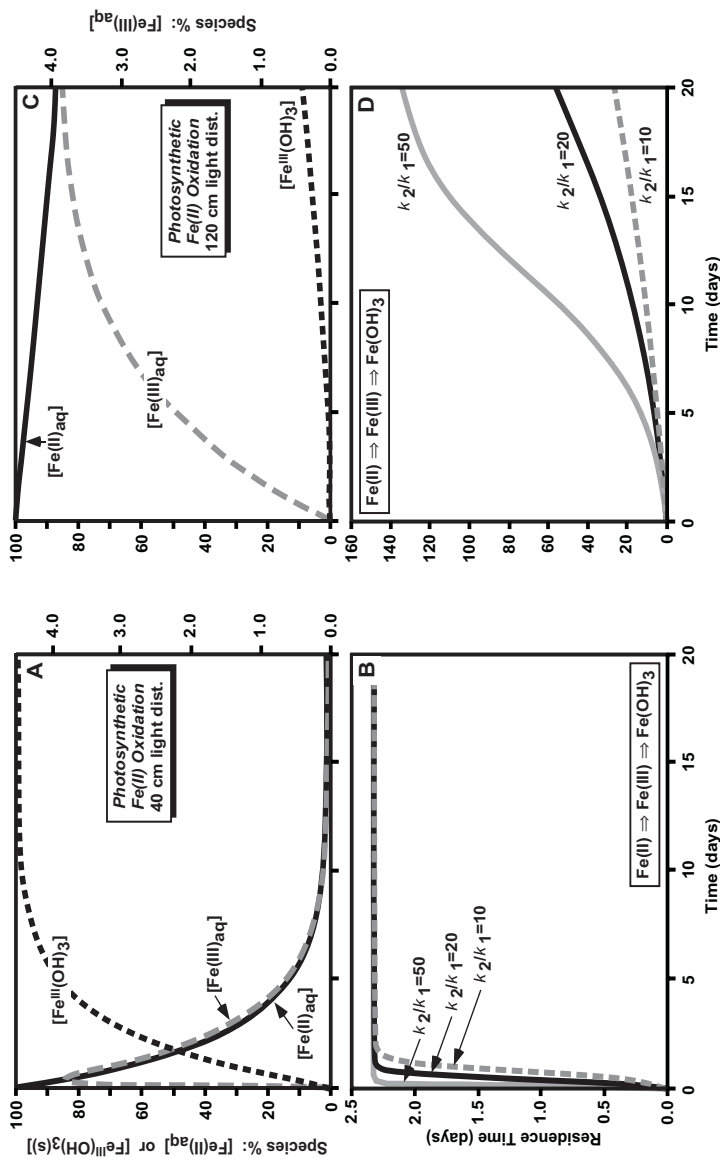 A
Photosynthetic
Fe(II) Oxidation
40 cm light dist.
[Fe^III(OH)3]
[Fe(III)aq]
[Fe(II)aq]
Species %: [Fe(II)aq] or [Fe^III(OH)3(s)]
100
80
60
40
20
0
4.0
3.0
2.0
1.0
0.0
C
Photosynthetic
Fe(II) Oxidation
120 cm light dist.
[Fe(II)aq]
[Fe(III)aq]
[Fe^III(OH)3]
100
80
60
40
20
0
4.0
3.0
2.0
1.0
0.0
Species %: [Fe(III)aq]
B
k2/k1=50
k2/k1=20
k2/k1=10
Fe(II) ⇒ Fe(III) ⇒ Fe(OH)3
Residence Time (days)
2.5
2.0
1.5
1.0
0.5
0.0
0 5 10 15 20
Time (days)
D
Fe(II) ⇒ Fe(III) ⇒ Fe(OH)3
k2/k1=50
k2/k1=20
k2/k1=10
160
140
120
100
80
60
40
20
0
0 5 10 15 20
Time (days)